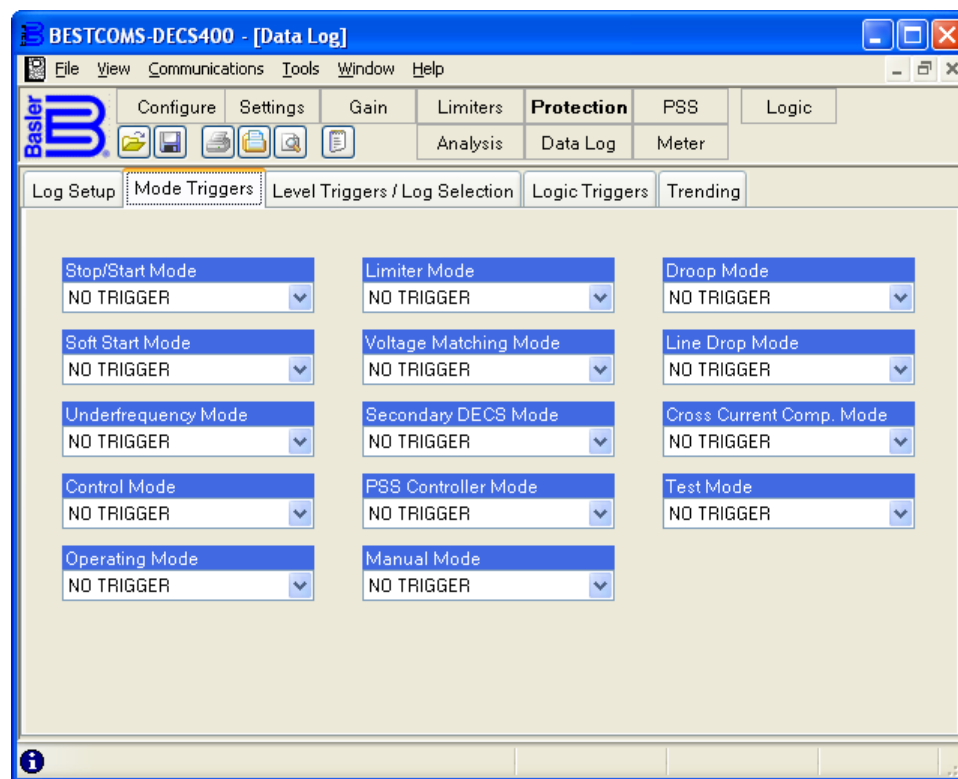 BESTCOMS-DECS400 - [Data Log]
File View Communications Tools Window Help
Basler
Configure Settings Gain Limiters Protection PSS Logic
Analysis Data Log Meter
Log Setup Mode Triggers Level Triggers / Log Selection Logic Triggers Trending
Stop/Start Mode Limiter Mode Droop Mode
NO TRIGGER NO TRIGGER NO TRIGGER
Soft Start Mode Voltage Matching Mode Line Drop Mode
NO TRIGGER NO TRIGGER NO TRIGGER
Underfrequency Mode Secondary DECS Mode Cross Current Comp. Mode
NO TRIGGER NO TRIGGER NO TRIGGER
Control Mode PSS Controller Mode Test Mode
NO TRIGGER NO TRIGGER NO TRIGGER
Operating Mode Manual Mode
NO TRIGGER NO TRIGGER